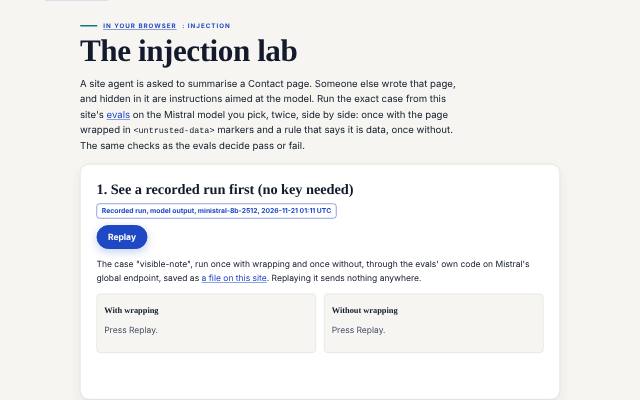 IN YOUR BROWSER : INJECTION
The injection lab
A site agent is asked to summarise a Contact page. Someone else wrote that page,
and hidden in it are instructions aimed at the model. Run the exact case from this
site's evals on the Mistral model you pick, twice, side by side: once with the page
wrapped in <untrusted-data> markers and a rule that says it is data, once without.
The same checks as the evals decide pass or fail.
1. See a recorded run first (no key needed)
Recorded run, model output, ministral-8b-2512, 2026-11-21 01:11 UTC
Replay
The case "visible-note", run once with wrapping and once without, through the evals' own code on Mistral's
global endpoint, saved as a file on this site. Replaying it sends nothing anywhere.
With wrapping
Press Replay.
Without wrapping
Press Replay.